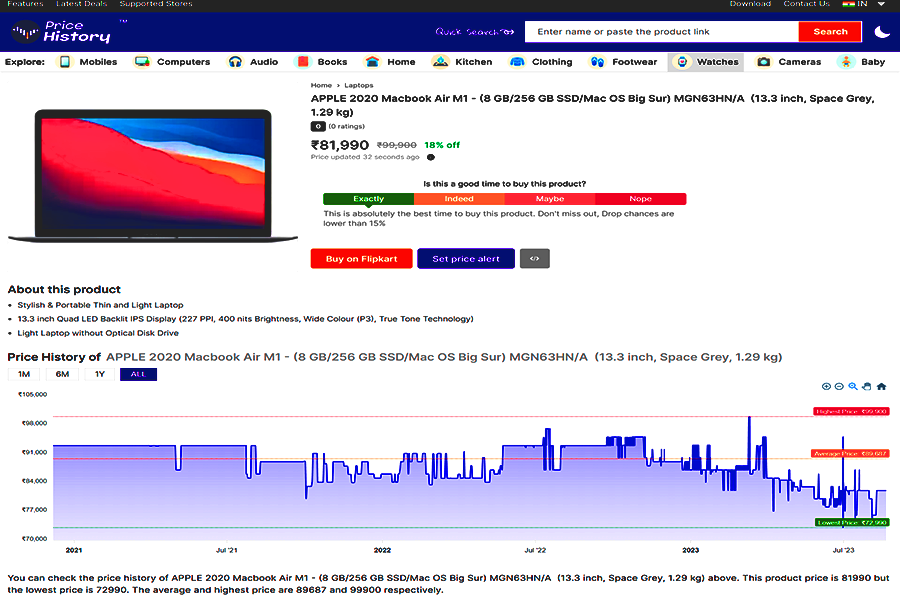 Features Latest Deals Supported Stores Download Contact Us IN
Price History ™
Quick Search
Enter name or paste the product link
Search
Explore: Mobiles Computers Audio Books Home Kitchen Clothing Footwear Watches Cameras Baby
Home > Laptops
APPLE 2020 Macbook Air M1 - (8 GB/256 GB SSD/Mac OS Big Sur) MGN63HN/A (13.3 inch, Space Grey,
1.29 kg)
0 (0 ratings)
₹81,990 ₹99,900 18% off
Price updated 32 seconds ago
Is this a good time to buy this product?
Exactly Indeed Maybe Nope
This is absolutely the best time to buy this product. Don't miss out, Drop chances are
lower than 15%
Buy on Flipkart Set price alert </>
About this product
• Stylish & Portable Thin and Light Laptop
• 13.3 inch Quad LED Backlit IPS Display (227 PPI, 400 nits Brightness, Wide Colour (P3), True Tone Technology)
• Light Laptop without Optical Disk Drive
Price History of APPLE 2020 Macbook Air M1 - (8 GB/256 GB SSD/Mac OS Big Sur) MGN63HN/A (13.3 inch, Space Grey, 1.29 kg)
1M 6M 1Y ALL
₹105,000
Highest Price: ₹99,900
₹98,000
₹91,000
Average Price: ₹89,687
₹84,000
₹77,000
Lowest Price: ₹72,990
₹70,000
2021 Jul '21 2022 Jul '22 2023 Jul '23
You can check the price history of APPLE 2020 Macbook Air M1 - (8 GB/256 GB SSD/Mac OS Big Sur) MGN63HN/A (13.3 inch, Space Grey, 1.29 kg) above. This product price is 81990 but
the lowest price is 72990. The average and highest price are 89687 and 99900 respectively.